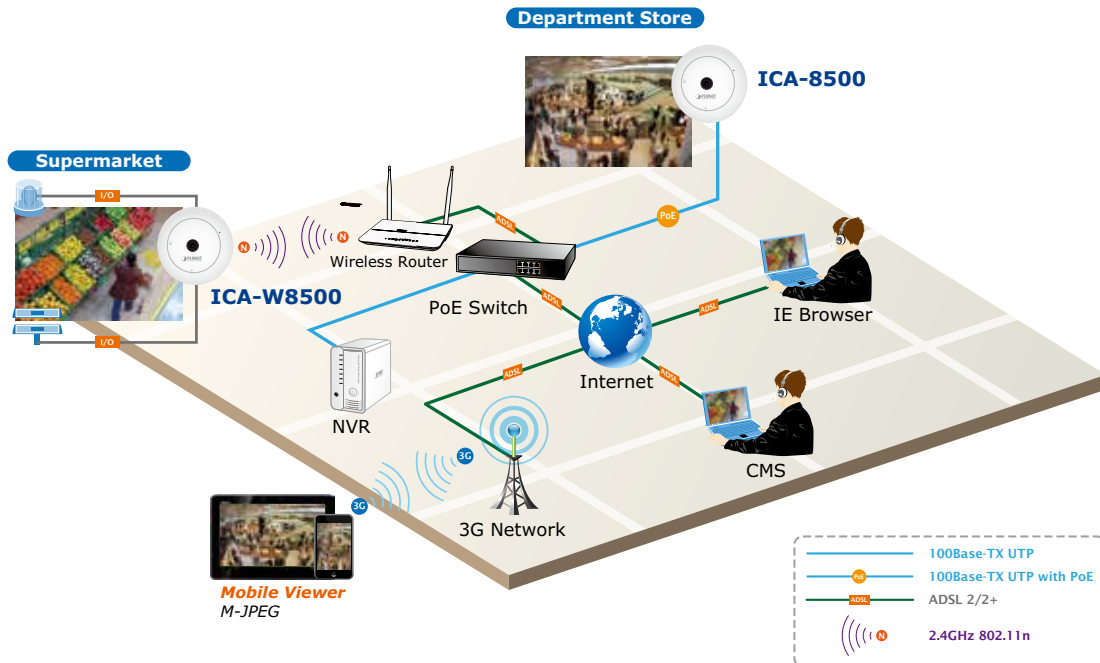 Department Store
ICA-8500
Supermarket
I/O
N
N
ADSL
PoE
Wireless Router
ICA-W8500
PoE Switch
ADSL
ADSL
IE Browser
I/O
Internet
ADSL
ADSL
NVR
3G
CMS
3G
3G Network
Mobile Viewer
M-JPEG
100Base-TX UTP
PoE
100Base-TX UTP with PoE
ADSL
ADSL 2/2+
N
2.4GHz 802.11n